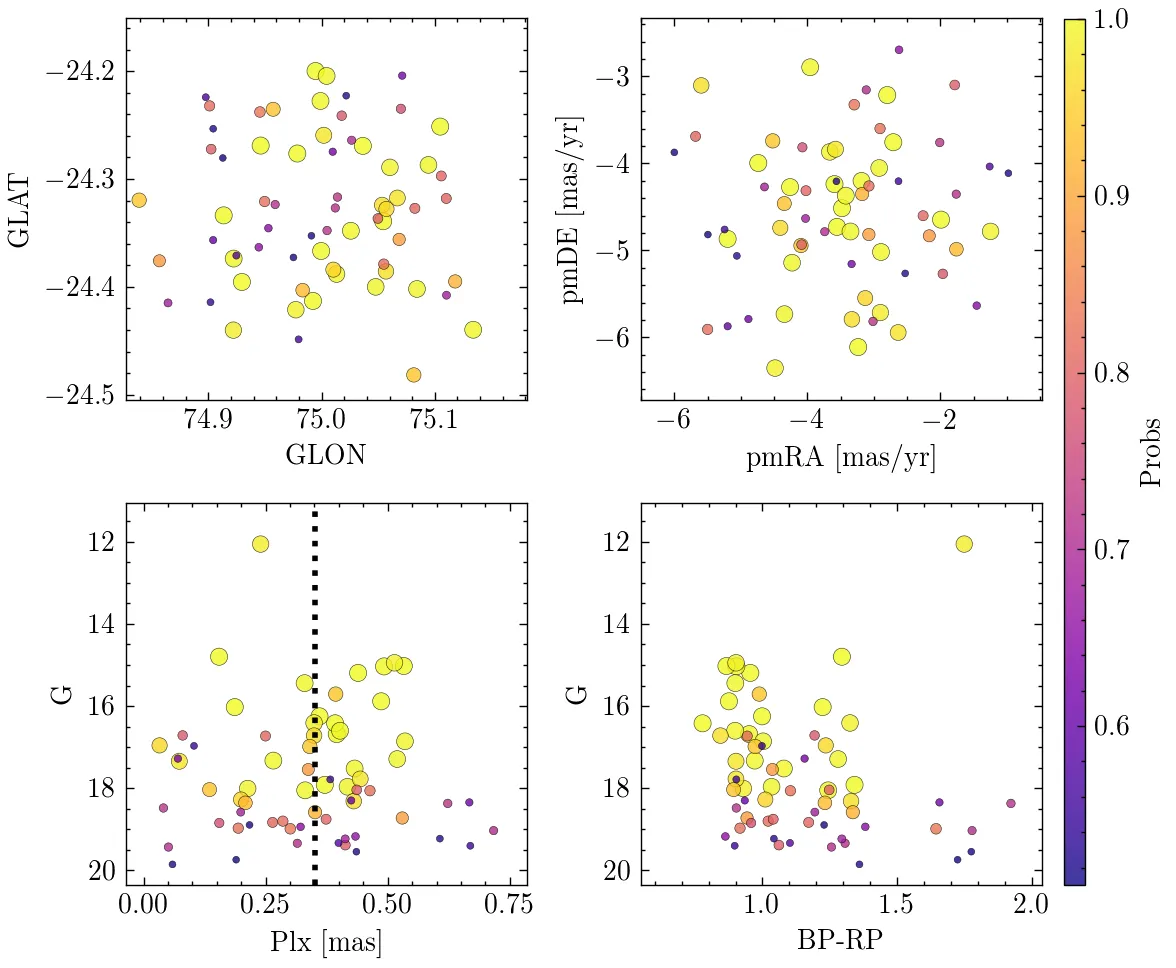 −24.2
−24.3
−24.4
−24.5
GLAT
74.9 75.0 75.1
GLON
−3
−4
−5
−6
pmDE [mas/yr]
−6 −4 −2
pmRA [mas/yr]
12
14
16
18
20
G
0.00 0.25 0.50 0.75
Plx [mas]
12
14
16
18
20
G
1.0 1.5 2.0
BP-RP
1.0
0.9
0.8
0.7
0.6
Probs